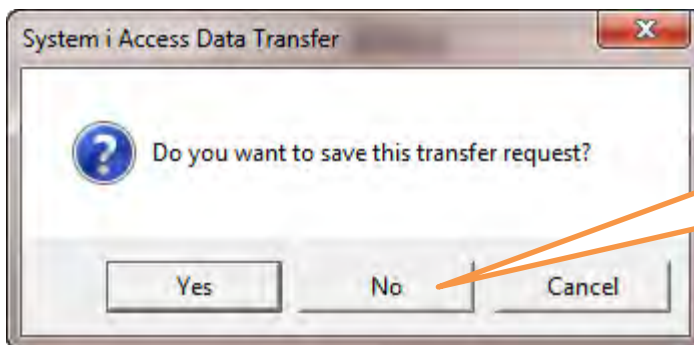 System i Access Data Transfer
Do you want to save this transfer request?
Yes No Cancel